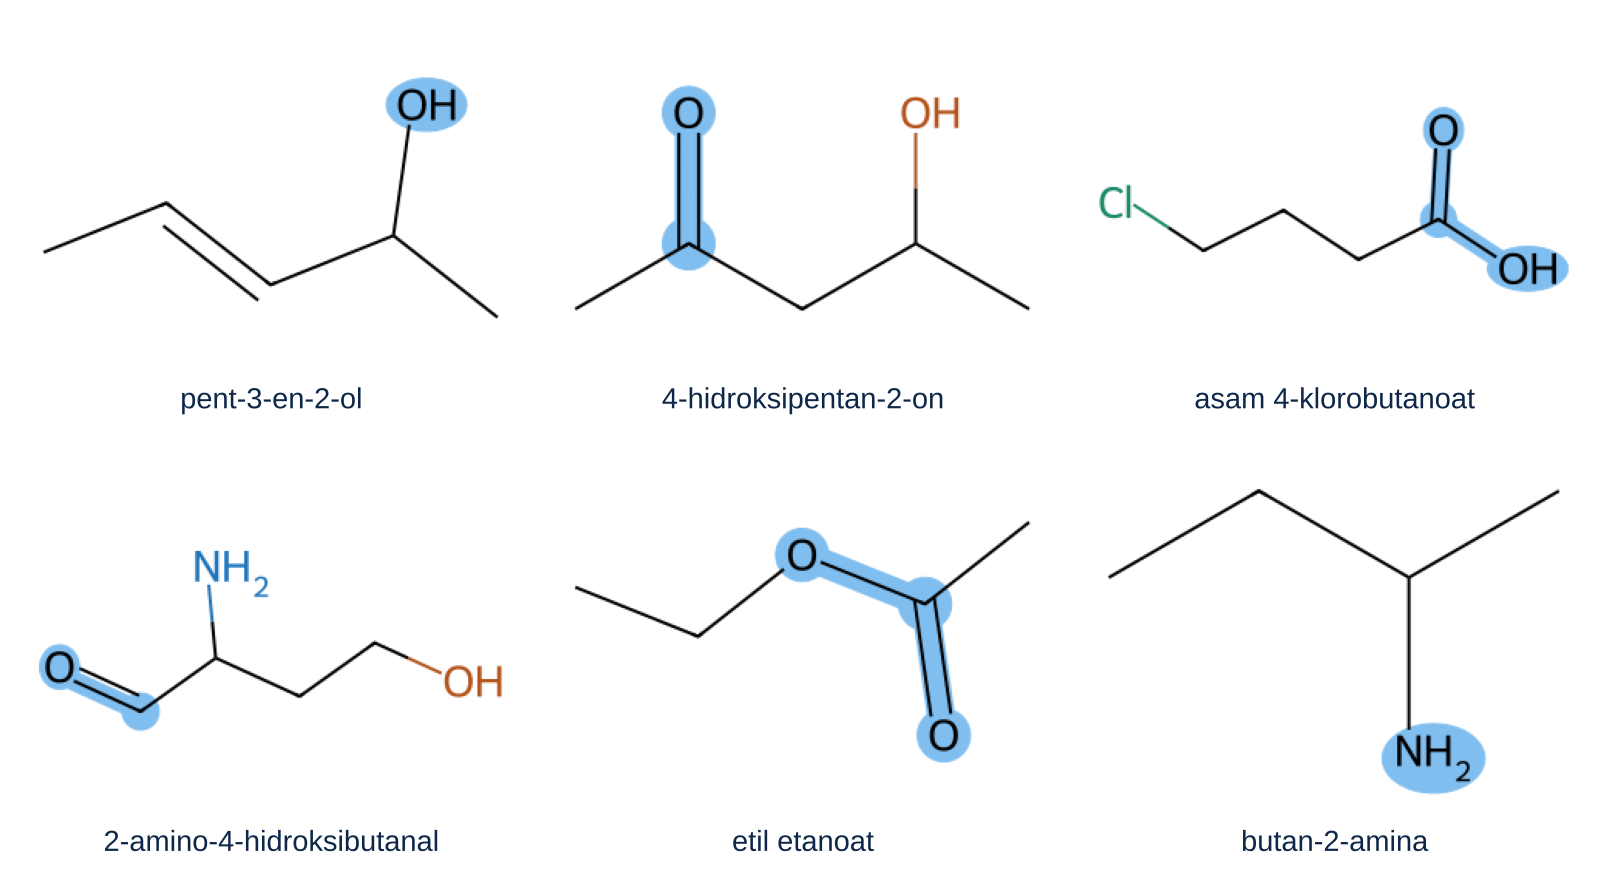 OH
O
OH
O
Cl
OH
pent-3-en-2-ol
4-hidroksipentan-2-on
asam 4-klorobutanoat
NH2
O
OH
O
O
NH2
2-amino-4-hidroksibutanal
etil etanoat
butan-2-amina